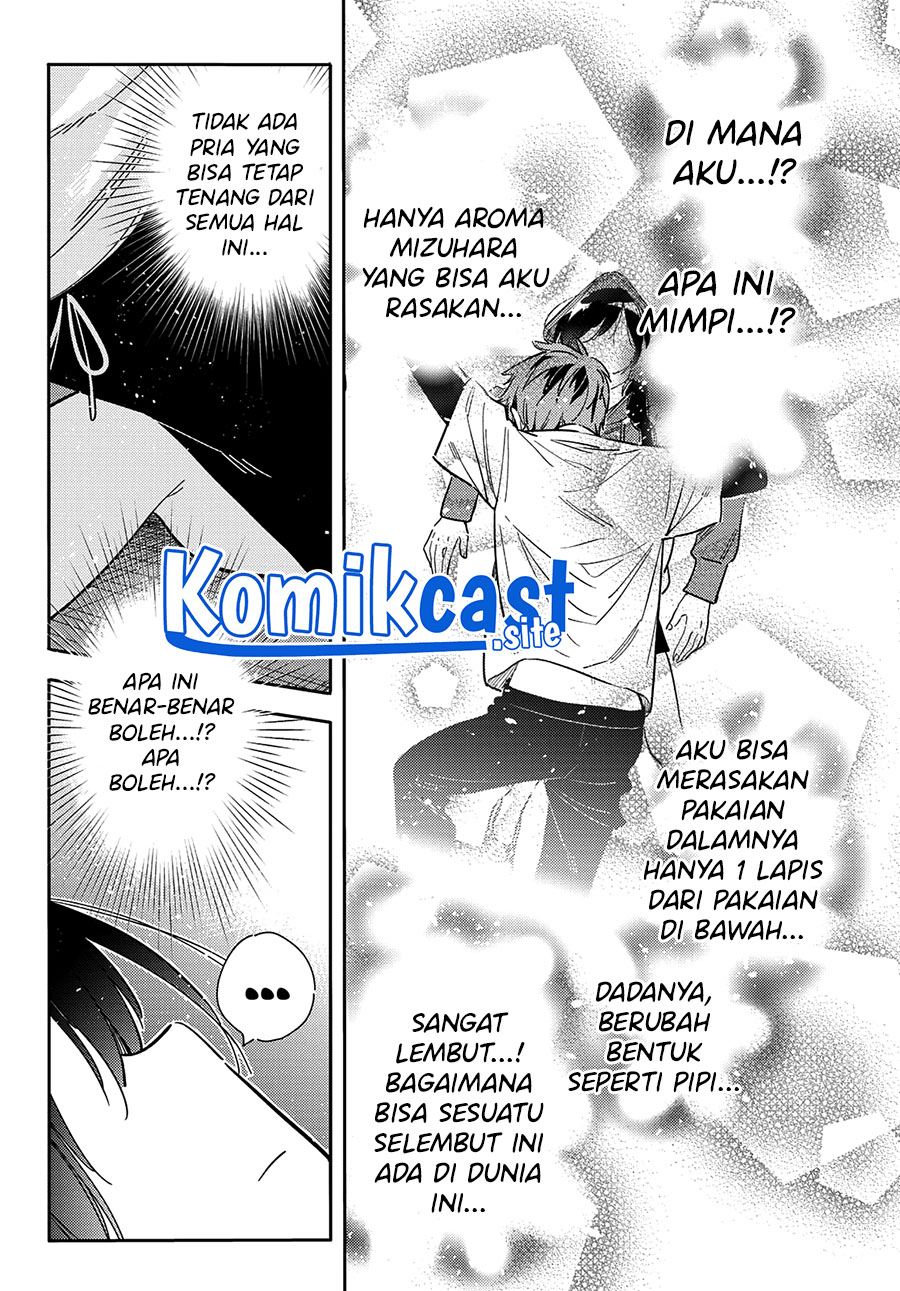 DI MANA
AKU...!?
APA INI
MIMPI...!?
HANYA AROMA
MIZUHARA
YANG BISA AKU
RASAKAN...
AKU BISA
MERASAKAN
PAKAIAN
DALAMNYA
HANYA 1 LAPIS
DARI PAKAIAN
DI BAWAH...
DADANYA,
BERUBAH
BENTUK
SEPERTI PIPI...
SANGAT
LEMBUT...!
BAGAIMANA
BISA SESUATU
SELEMBUT INI
ADA DI DUNIA
INI...
TIDAK ADA
PRIA YANG
BISA TETAP
TENANG DARI
SEMUA HAL
INI...
Komikcast
.site
APA INI
BENAR-BENAR
BOLEH...!?
APA
BOLEH...!?
...